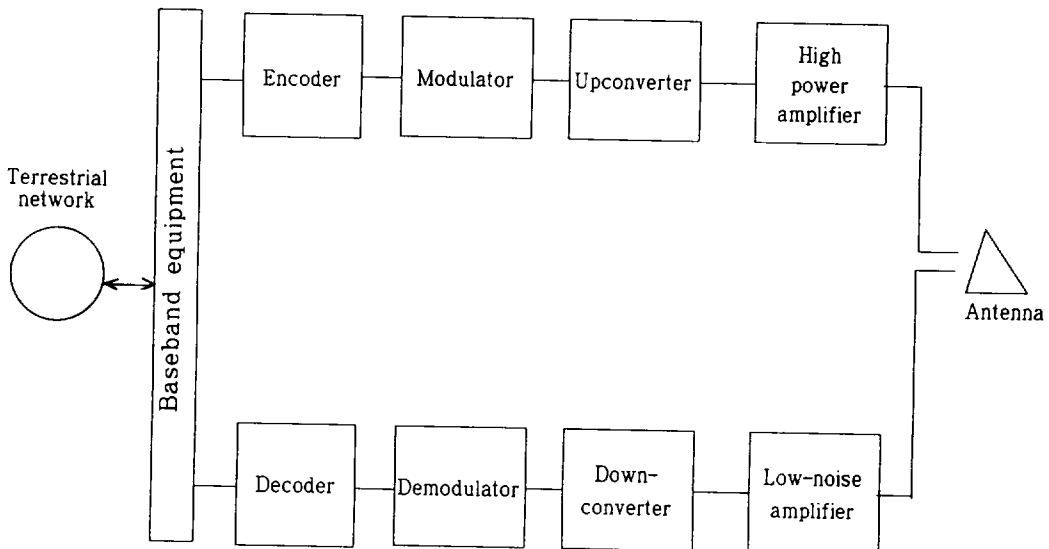 Terrestrial
network
Baseband equipment
Encoder
Modulator
Upconverter
High
power
amplifier
Antenna
Decoder
Demodulator
Down-
converter
Low-noise
amplifier